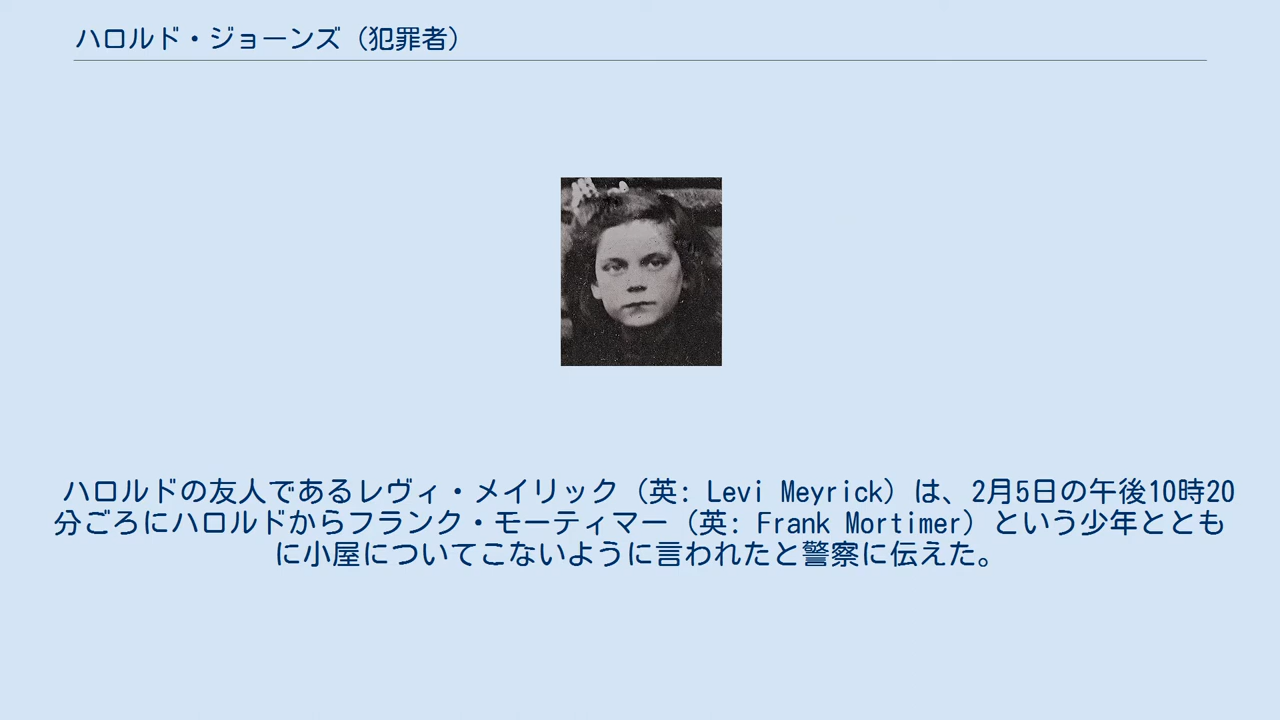 ハロルド・ジョーンズ（犯罪者）
ハロルドの友人であるレヴィ・メイリック（英: Levi Meyrick）は、2月5日の午後10時20
分ごろにハロルドからフランク・モーティマー（英: Frank Mortimer）という少年ととも
に小屋についてこないように言われたと警察に伝えた。